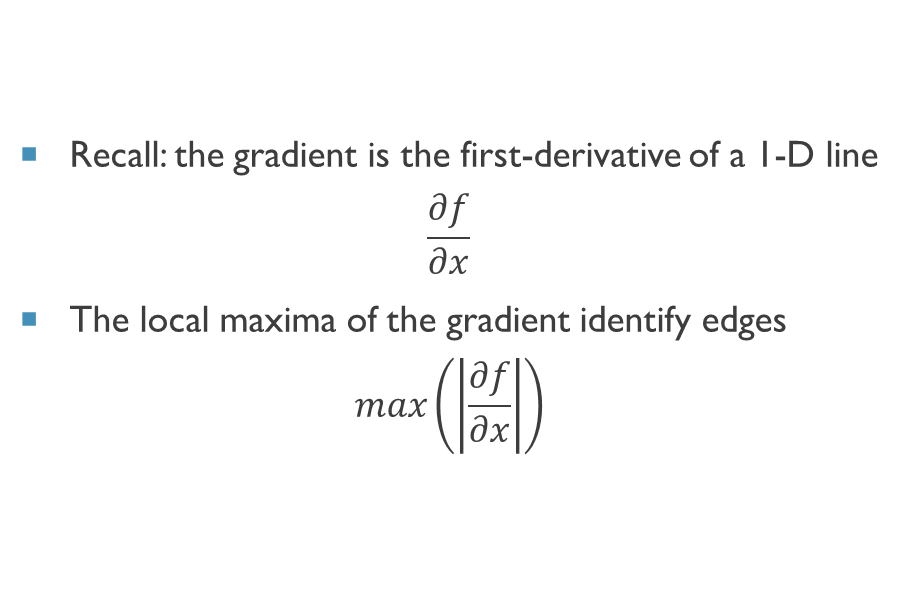 ▪ Recall: the gradient is the first-derivative of a 1-D line
∂f
∂x
▪ The local maxima of the gradient identify edges
max(|∂f/∂x|)